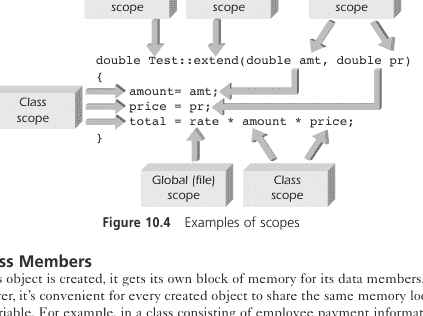 scope
scope
scope
double Test::extend(double amt, double pr)
{
amount= amt;
price = pr;
total = rate * amount * price;
}
Class
scope
Global (file)
scope
Class
scope
Figure 10.4 Examples of scopes
ss Members
s object is created, it gets its own block of memory for its data members.
er, it's convenient for every created object to share the same memory loc
riable. For example, in a class consisting of employee payment informat